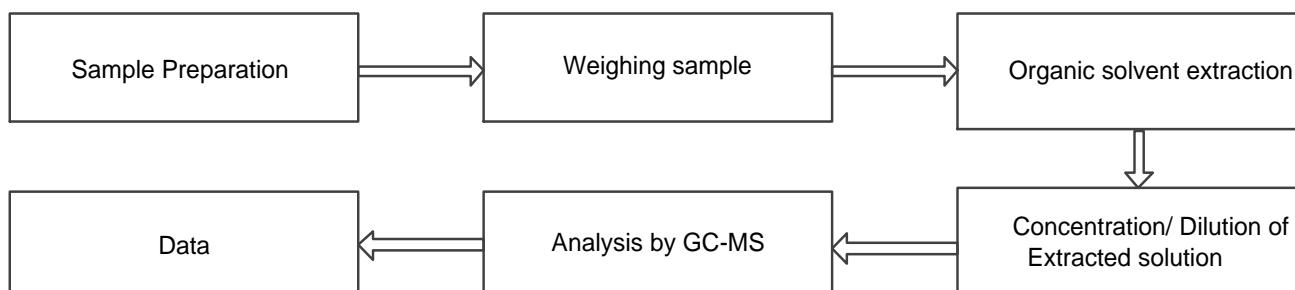 Sample Preparation
Weighing sample
Organic solvent extraction
Concentration/ Dilution of
Extracted solution
Analysis by GC-MS
Data